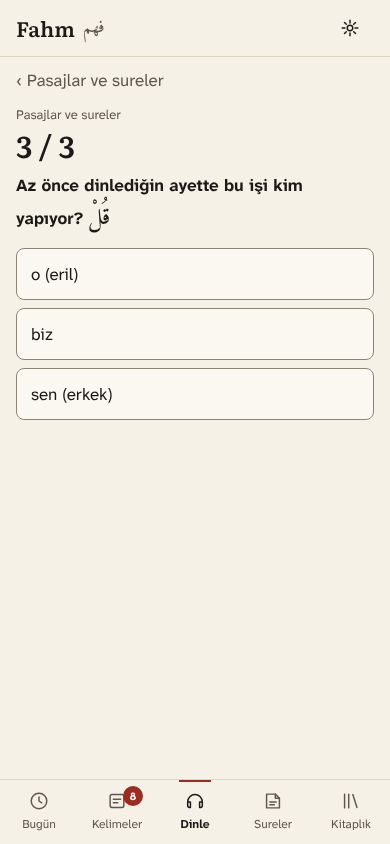 Fahm فهم
‹ Pasajlar ve sureler
Pasajlar ve sureler
3 / 3
Az önce dinlediğin ayette bu işi kim
yapıyor? قُلْ
o (eril)
biz
sen (erkek)
8
Bugün Kelimeler Dinle Sureler Kitaplık